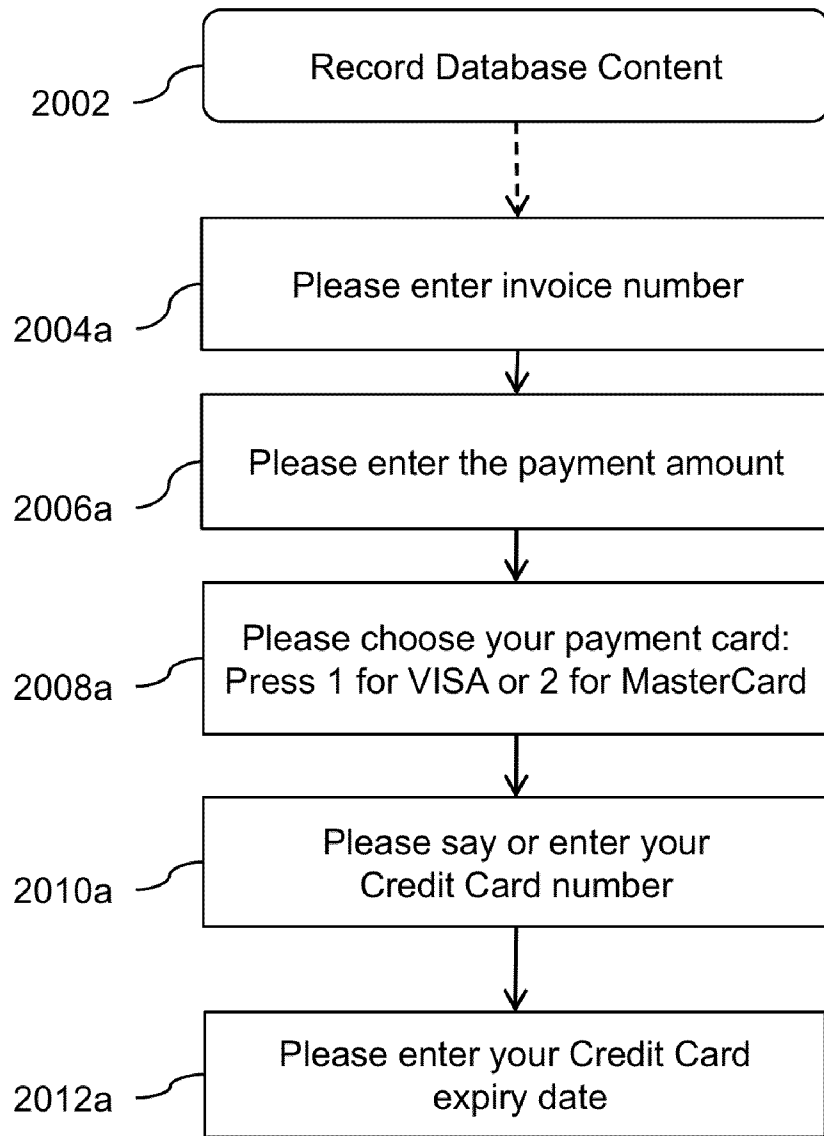 Record Database Content
2002
Please enter invoice number
2004a
Please enter the payment amount
2006a
Please choose your payment card:
Press 1 for VISA or 2 for MasterCard
2008a
Please say or enter your
Credit Card number
2010a
Please enter your Credit Card
expiry date
2012a